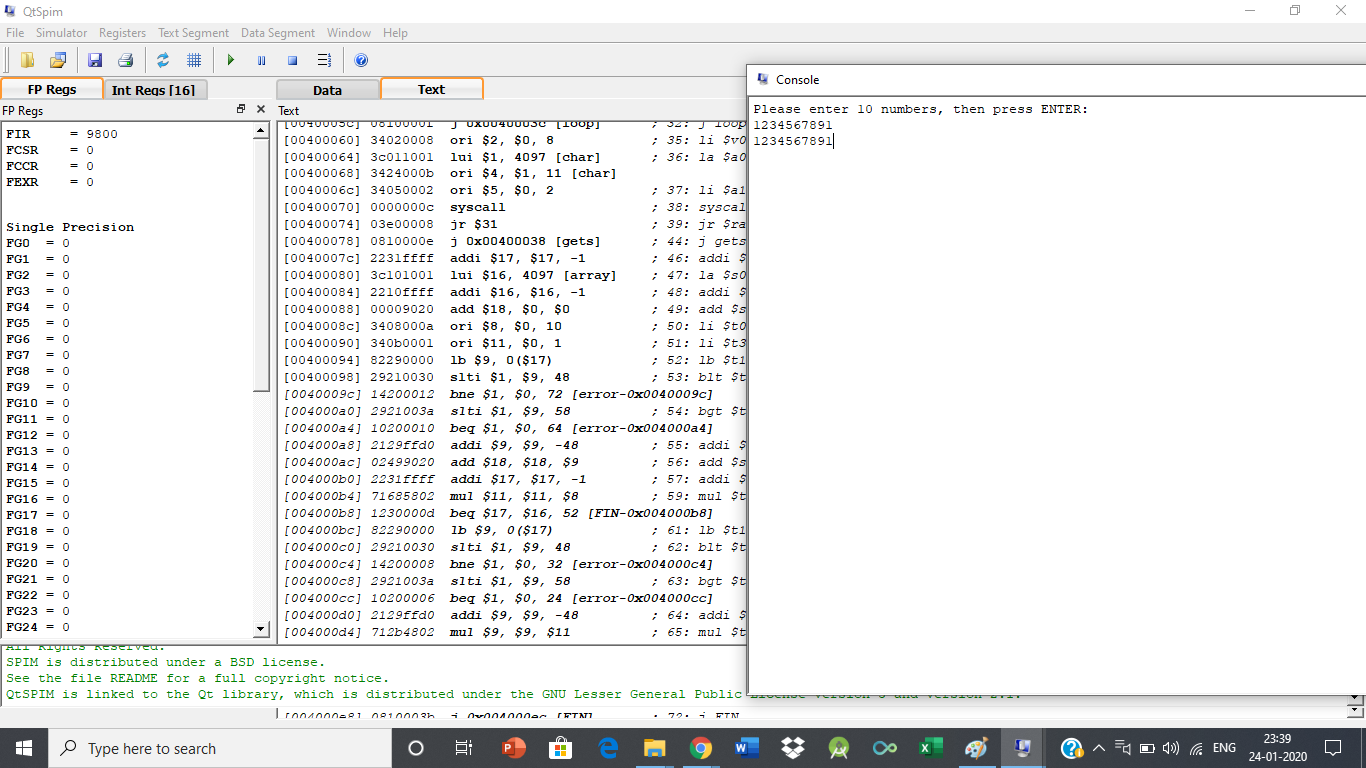 QtSpim
File Simulator Registers Text Segment Data Segment Window Help
FP Regs
Int Regs [16]
Data
Text
FP Regs
FIR = 9800
FCSR = 0
FCCR = 0
FEXR = 0
Single Precision
FG0 = 0
FG1 = 0
FG2 = 0
FG3 = 0
FG4 = 0
FG5 = 0
FG6 = 0
FG7 = 0
FG8 = 0
FG9 = 0
FG10 = 0
FG11 = 0
FG12 = 0
FG13 = 0
FG14 = 0
FG15 = 0
FG16 = 0
FG17 = 0
FG18 = 0
FG19 = 0
FG20 = 0
FG21 = 0
FG22 = 0
FG23 = 0
FG24 = 0
Text
[0040005c] 08100001 j 0x0040003c [loop] ; 32: j loop
[00400060] 34020008 ori $2, $0, 8 ; 35: li $v0
[00400064] 3c011001 lui $1, 4097 [char] ; 36: la $a0
[00400068] 3424000b ori $4, $1, 11 [char]
[0040006c] 34050002 ori $5, $0, 2 ; 37: li $a1
[00400070] 0000000c syscall ; 38: syscal
[00400074] 03e00008 jr $31 ; 39: jr $ra
[00400078] 0810000e j 0x00400038 [gets] ; 44: j gets
[0040007c] 2231ffff addi $17, $17, -1 ; 46: addi $
[00400080] 3c101001 lui $16, 4097 [array] ; 47: la $s0
[00400084] 2210ffff addi $16, $16, -1 ; 48: addi $
[00400088] 00009020 add $18, $0, $0 ; 49: add $s
[0040008c] 3408000a ori $8, $0, 10 ; 50: li $t0
[00400090] 340b0001 ori $11, $0, 1 ; 51: li $t3
[00400094] 82290000 lb $9, 0($17) ; 52: lb $t1
[00400098] 29210030 slti $1, $9, 48 ; 53: blt $t
[0040009c] 14200012 bne $1, $0, 72 [error-0x0040009c]
[004000a0] 2921003a slti $1, $9, 58 ; 54: bgt $t
[004000a4] 10200010 beq $1, $0, 64 [error-0x004000a4]
[004000a8] 2129ffd0 addi $9, $9, -48 ; 55: addi $
[004000ac] 02499020 add $18, $18, $9 ; 56: add $s
[004000b0] 2231ffff addi $17, $17, -1 ; 57: addi $
[004000b4] 71685802 mul $11, $11, $8 ; 59: mul $t
[004000b8] 1230000d beq $17, $16, 52 [FIN-0x004000b8]
[004000bc] 82290000 lb $9, 0($17) ; 61: lb $t1
[004000c0] 29210030 slti $1, $9, 48 ; 62: blt $t
[004000c4] 14200008 bne $1, $0, 32 [error-0x004000c4]
[004000c8] 2921003a slti $1, $9, 58 ; 63: bgt $t
[004000cc] 10200006 beq $1, $0, 24 [error-0x004000cc]
[004000d0] 2129ffd0 addi $9, $9, -48 ; 64: addi $
[004000d4] 712b4802 mul $9, $9, $11 ; 65: mul $t
Console
Please enter 10 numbers, then press ENTER:
1234567891
1234567891
All Rights Reserved.
SPIM is distributed under a BSD license.
See the file README for a full copyright notice.
QtSPIM is linked to the Qt library, which is distributed under the GNU Lesser General Public License version 3 and version 2.1.
[004000e8] 0810003b j 0x004000ec [FIN] ; 72: j FIN
Type here to search
ENG
23:39
24-01-2020